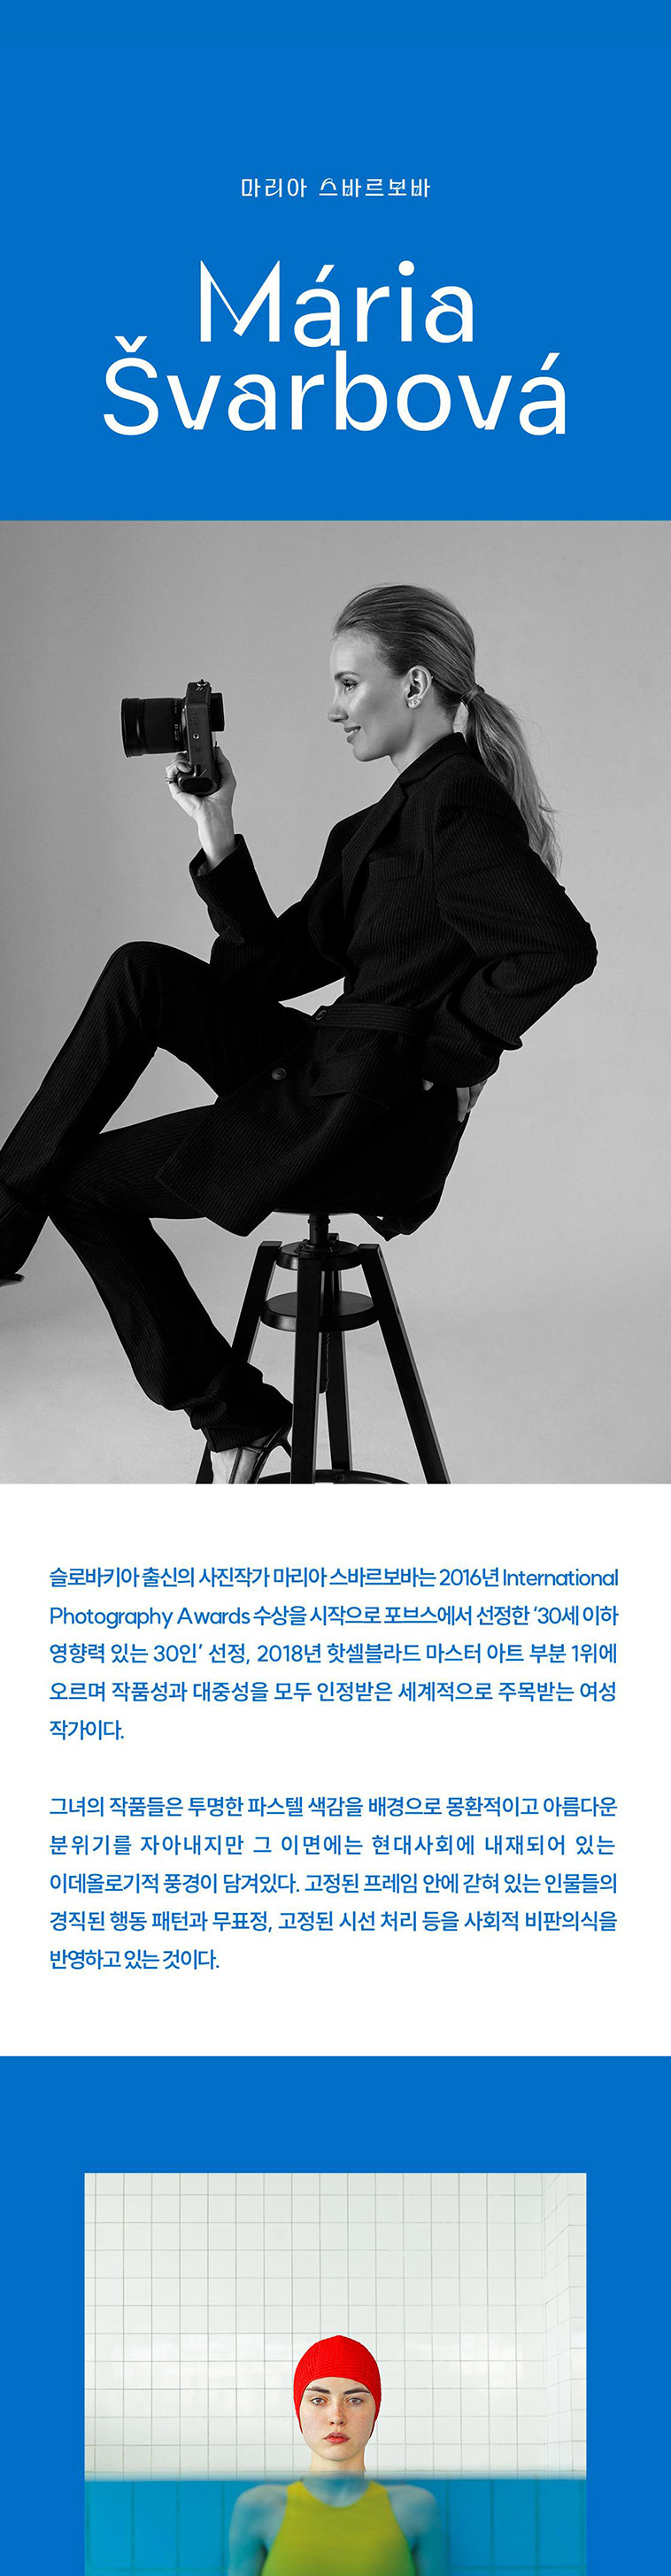 마리아 스바르보바
Mária
Švarbová
슬로바키아 출신의 사진작가 마리아 스바르보바는 2016년 International
Photography Awards 수상을 시작으로 포브스에서 선정한 ‘30세 이하
영향력 있는 30인’ 선정, 2018년 핫셀블라드 마스터 아트 부분 1위에
오르며 작품성과 대중성을 모두 인정받은 세계적으로 주목받는 여성
작가이다.
그녀의 작품들은 투명한 파스텔 색감을 배경으로 몽환적이고 아름다운
분위기를 자아내지만 그 이면에는 현대사회에 내재되어 있는
이데올로기적 풍경이 담겨있다. 고정된 프레임 안에 갇혀 있는 인물들의
경직된 행동 패턴과 무표정, 고정된 시선 처리 등을 사회적 비판의식을
반영하고 있는 것이다.